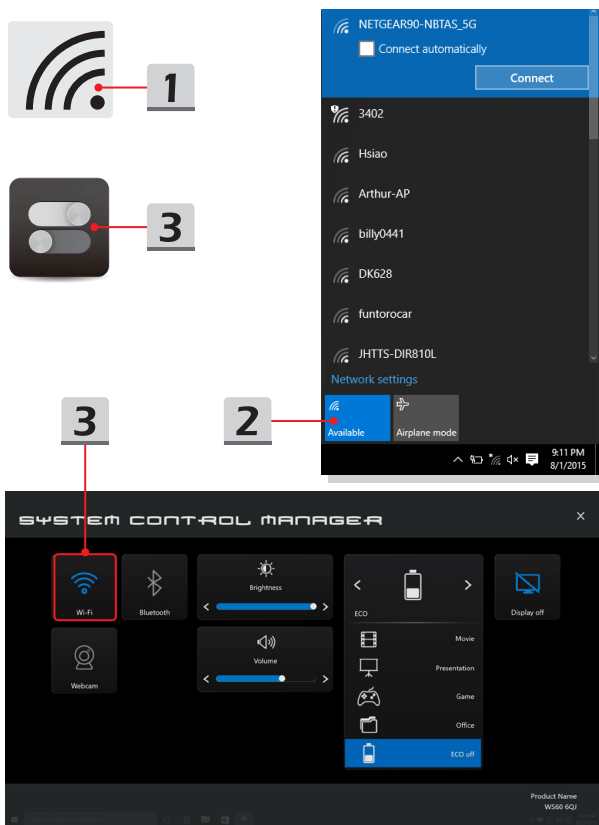 1
3
NETGEAR90-NBTAS_5G
Connect automatically
Connect
3402
Hsiao
Arthur-AP
billy0441
DK628
funtorocar
JHTTS-DIR810L
Network settings
Available
Airplane mode
9:11 PM
8/1/2015
2
3
SYSTEM CONTROL MANAGER
Wi-Fi
Bluetooth
Brightness
Volume
Webcam
ECO
Movie
Presentation
Game
Office
ECO off
Display off
Product Name
WS60 6QJ